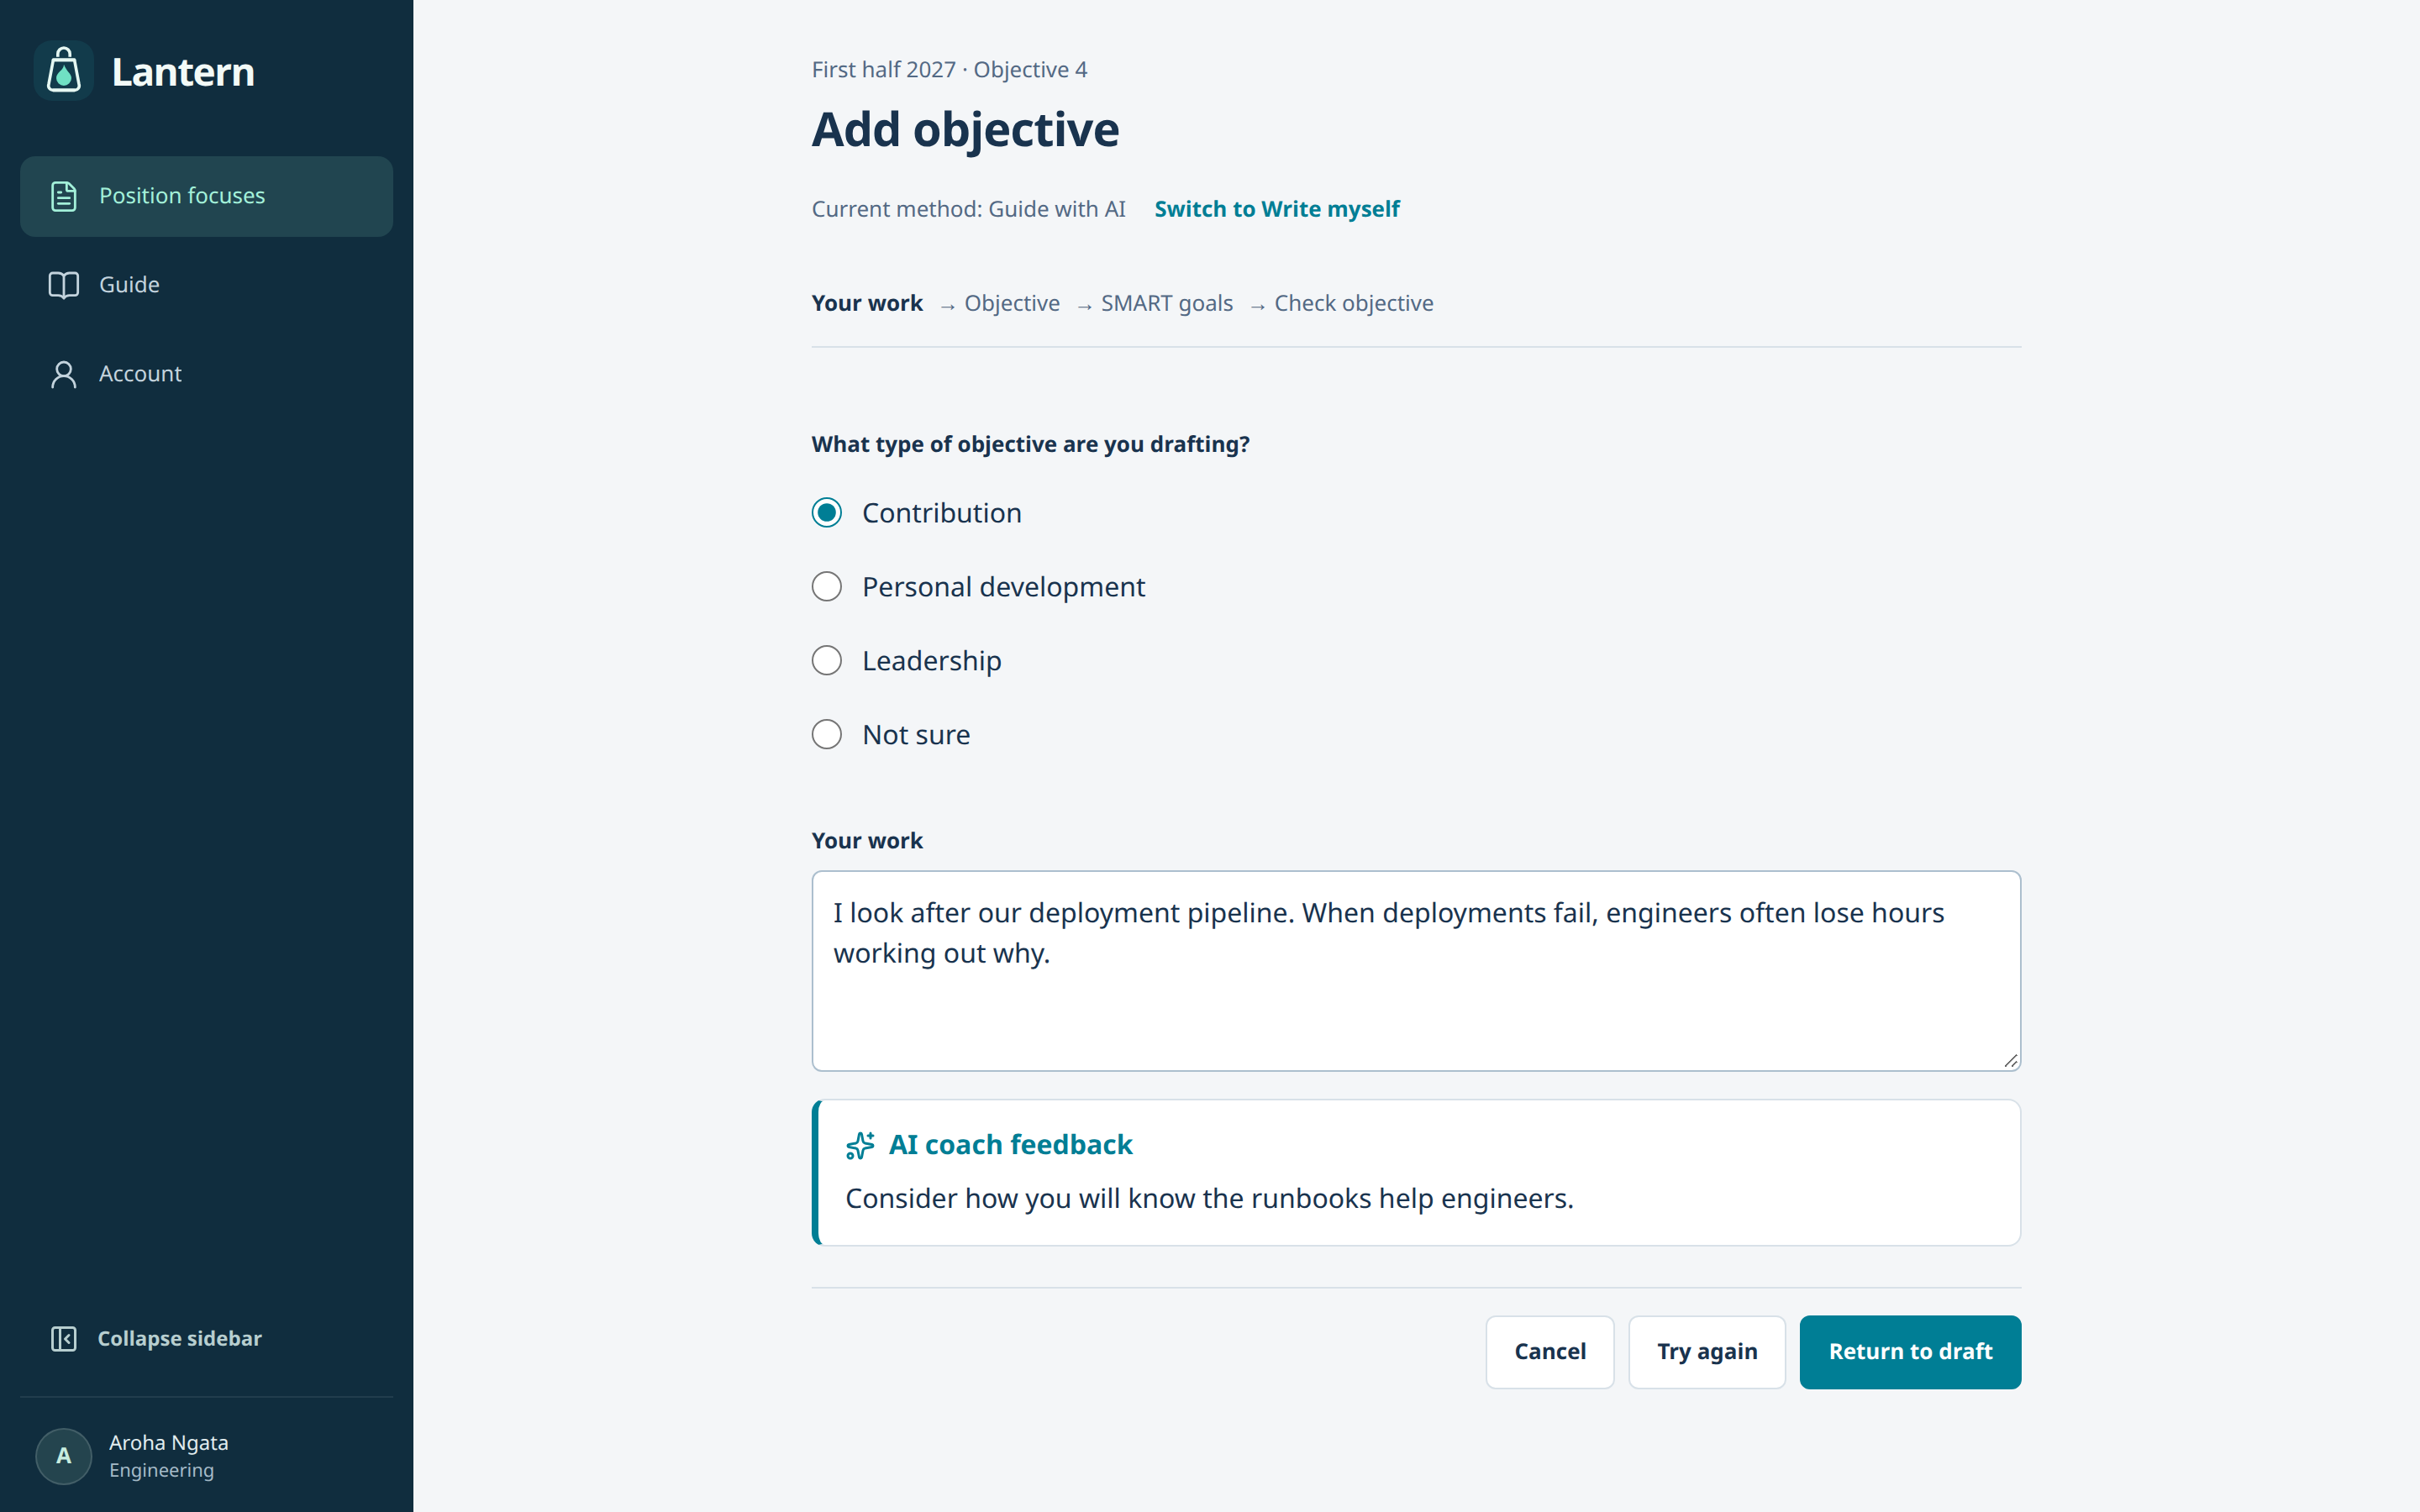 Lantern
Position focuses
Guide
Account
Collapse sidebar
A
Aroha Ngata
Engineering
First half 2027 · Objective 4
Add objective
Current method: Guide with AI Switch to Write myself
Your work → Objective → SMART goals → Check objective
What type of objective are you drafting?
Contribution
Personal development
Leadership
Not sure
Your work
I look after our deployment pipeline. When deployments fail, engineers often lose hours
working out why.
AI coach feedback
Consider how you will know the runbooks help engineers.
Cancel Try again Return to draft